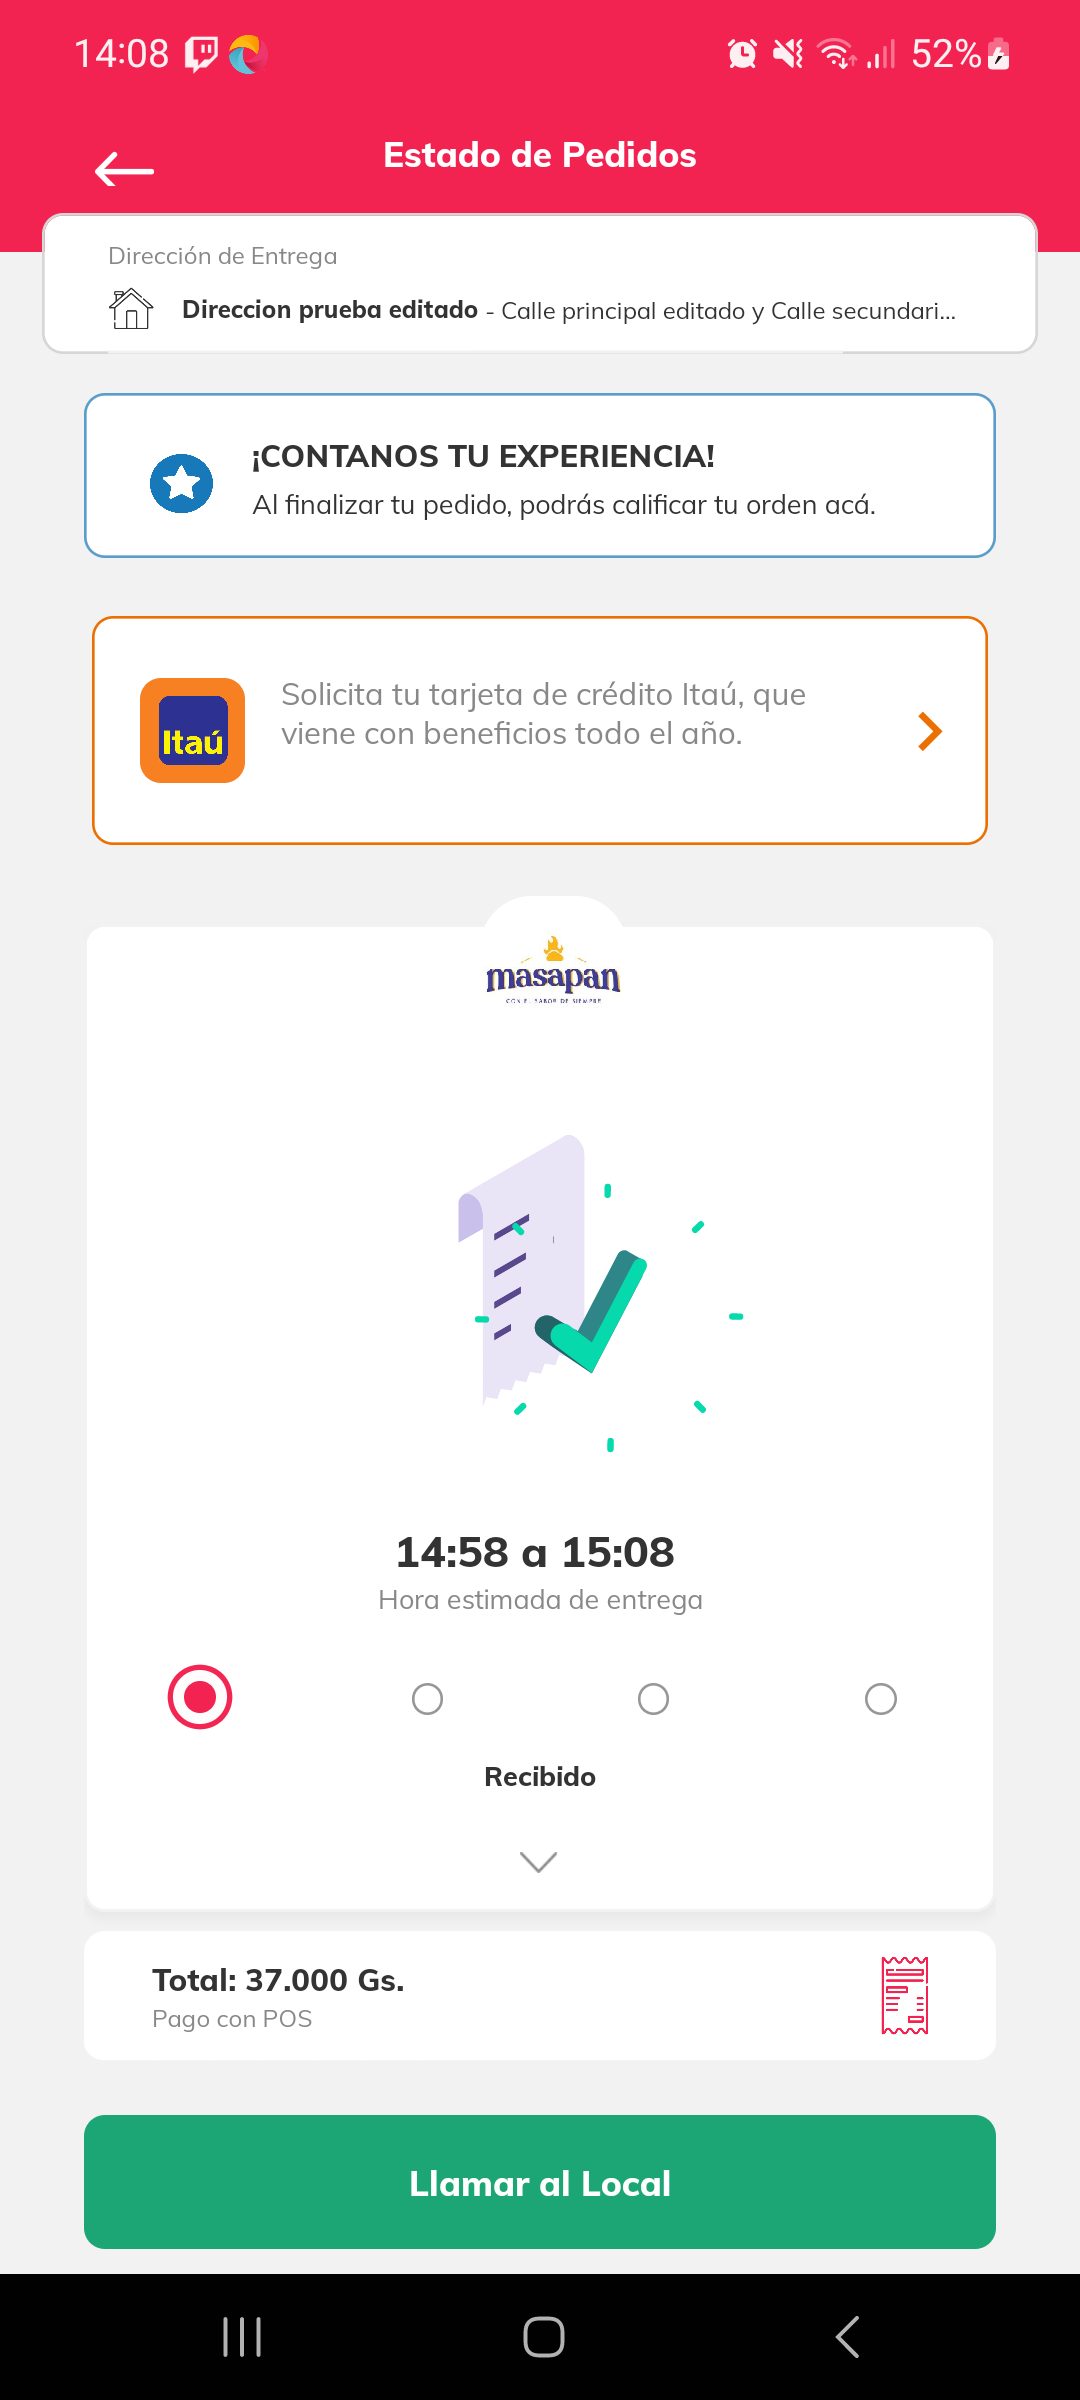 14:08
52%
Estado de Pedidos
Dirección de Entrega
Direccion prueba editado - Calle principal editado y Calle secundari...
¡CONTANOS TU EXPERIENCIA!
Al finalizar tu pedido, podrás calificar tu orden acá.
Itaú
Solicita tu tarjeta de crédito Itaú, que
viene con beneficios todo el año.
masapan
CON EL SABOR DE SIEMPRE
14:58 a 15:08
Hora estimada de entrega
Recibido
Total: 37.000 Gs.
Pago con POS
Llamar al Local